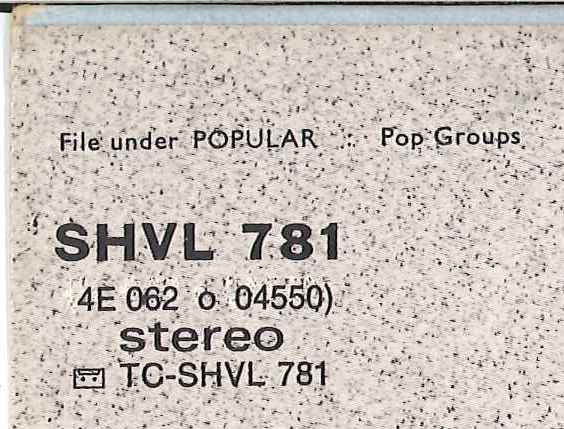 File under POPULAR : Pop Groups
SHVL 781
4E 062 o 04550)
stereo
TC-SHVL 781